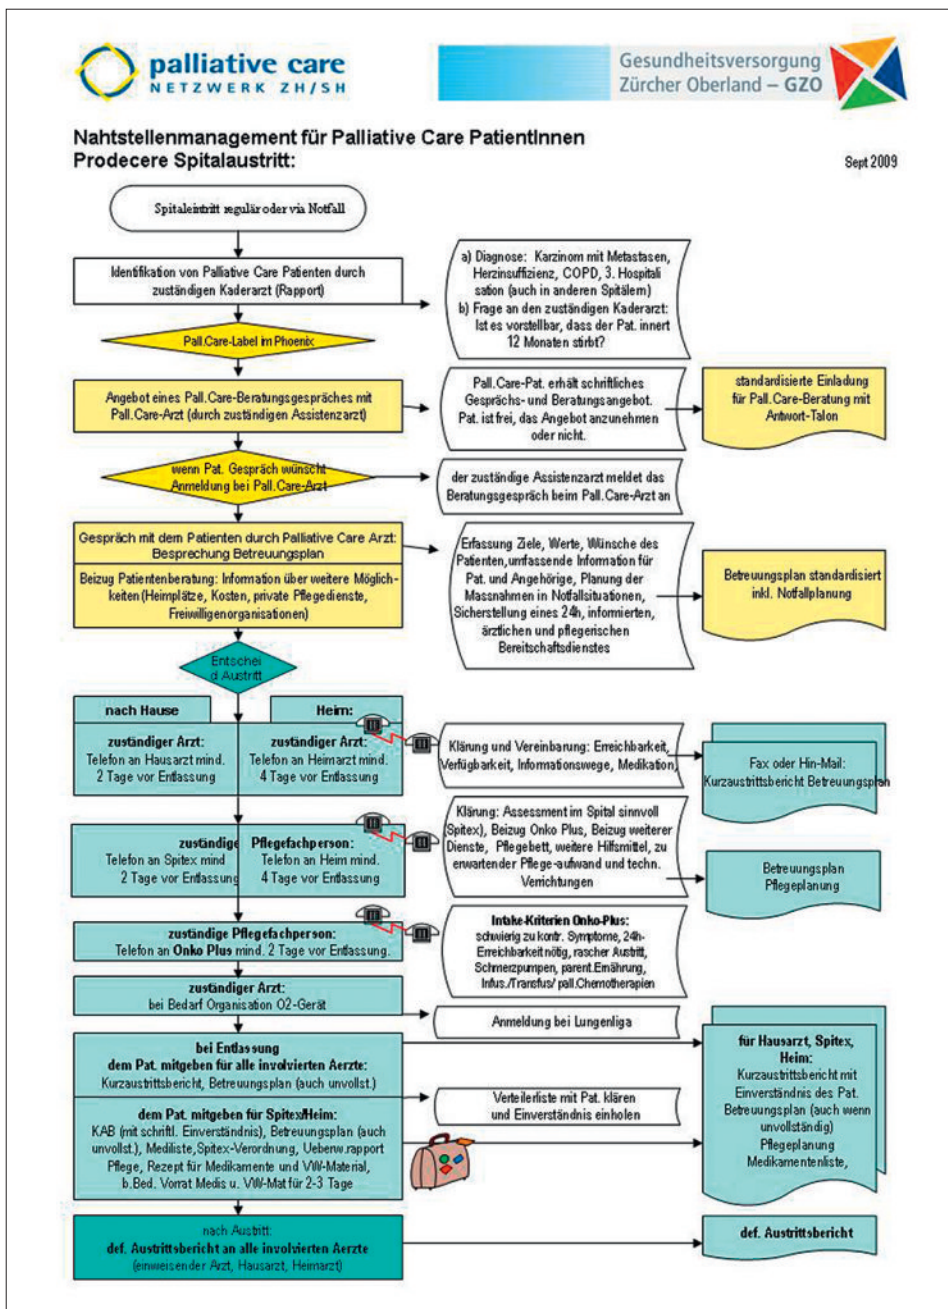 palliative care
NETZWERK ZH/SH
Gesundheitsversorgung
Zürcher Oberland – GZO
Nahtstellenmanagement für Palliative Care PatientInnen
Prodecere Spitalaustritt:
Sept 2009
Spitaleintritt regulär oder via Notfall
Identifikation von Palliative Care Patienten durch
zuständigen Kaderarzt (Rapport)
a) Diagnose: Karzinom mit Metastasen,
Herzinsuffizienz, COPD, 3. Hospitali
sation (auch in anderen Spitälern)
b) Frage an den zuständigen Kaderarzt:
Ist es vorstellbar, dass der Pat. innert
12 Monaten stirbt?
Pall.Care-Label im Phoenix
Angebot eines Pall.Care-Beratungsgespräches mit
Pall.Care-Arzt (durch zuständigen Assistenzarzt)
Pall.Care-Pat. erhält schriftliches
Gesprächs- und Beratungsangebot.
Pat. ist frei, das Angebot anzunehmen
oder nicht.
standardisierte Einladung
für Pall.Care-Beratung mit
Antwort-Talon
wenn Pat. Gespräch wünscht
Anmeldung bei Pall.Care-Arzt
der zuständige Assistenzarzt meldet das
Beratungsgespräch beim Pall.Care-Arzt an
Gespräch mit dem Patienten durch Palliative Care Arzt:
Besprechung Betreuungsplan
Beizug Patientenberatung: Information über weitere Möglich-
keiten (Heimplätze, Kosten, private Pflegedienste,
Freiwilligenorganisationen)
Erfassung Ziele, Werte, Wünsche des
Patienten, umfassende Information für
Pat. und Angehörige, Planung der
Massnahmen in Notfallsituationen,
Sicherstellung eines 24h, informierten,
ärztlichen und pflegerischen
Bereitschaftsdienstes
Betreuungsplan standardisiert
inkl. Notfallplanung
Entschei
d Austritt
nach Hause
zuständiger Arzt:
Telefon an Hausarzt mind.
2 Tage vor Entlassung
Heim:
zuständiger Arzt:
Telefon an Heimarzt mind.
4 Tage vor Entlassung
Klärung und Vereinbarung: Erreichbarkeit,
Verfügbarkeit, Informationswege, Medikation,
Fax oder Hin-Mail:
Kurzaustrittsbericht Betreuungsplan
zuständige Pflegefachperson:
Telefon an Spitex mind
2 Tage vor Entlassung
Telefon an Heim mind.
4 Tage vor Entlassung
Klärung: Assessment im Spital sinnvoll
(Spitex), Beizug Onko Plus, Beizug weiterer
Dienste, Pflegebett, weitere Hilfsmittel, zu
erwartender Pflege-aufwand und techn.
Verrichtungen
Betreuungsplan
Pflegeplanung
zuständige Pflegefachperson:
Telefon an Onko Plus mind. 2 Tage vor Entlassung.
Intake-Kriterien Onko-Plus:
schwierig zu kontr. Symptome, 24h-
Erreichbarkeit nötig, rascher Austritt,
Schmerzpumpen, parent.Ernährung,
Infus./Transfus/ pall.Chemotherapien
zuständiger Arzt:
bei Bedarf Organisation O2-Gerät
Anmeldung bei Lungenliga
bei Entlassung
dem Pat. mitgeben für alle involvierten Aerzte:
Kurzaustrittsbericht, Betreuungsplan (auch unvollst.)
Verteilerliste mit Pat. klären
und Einverständnis einholen
dem Pat. mitgeben für Spitex/Heim:
KAB (mit schriftl. Einverständnis), Betreuungsplan (auch
unvollst.), Mediliste,Spitex-Verordnung, Ueberw.rapport
Pflege, Rezept für Medikamente und VW-Material,
b.Bed. Vorrat Medis u. VW-Mat für 2-3 Tage
für Hausarzt, Spitex,
Heim:
Kurzaustrittsbericht mit
Einverständnis des Pat.
Betreuungsplan (auch wenn
unvollständig)
Pflegeplanung
Medikamentenliste,
nach Austritt:
def. Austrittsbericht an alle involvierten Aerzte
(einweisender Arzt, Hausarzt, Heimarzt)
def. Austrittsbericht